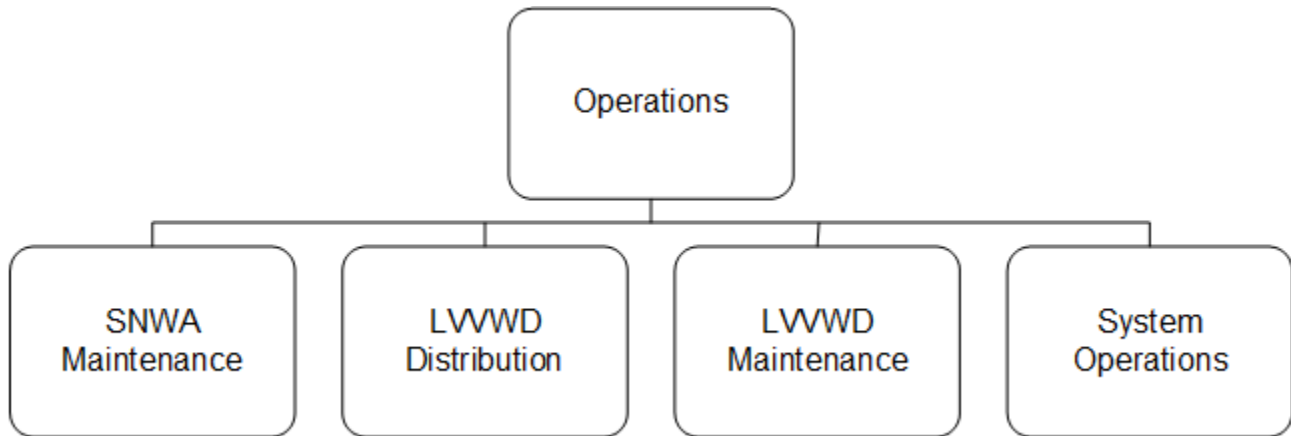 Operations
SNWA
Maintenance
LVVWD
Distribution
LVVWD
Maintenance
System
Operations